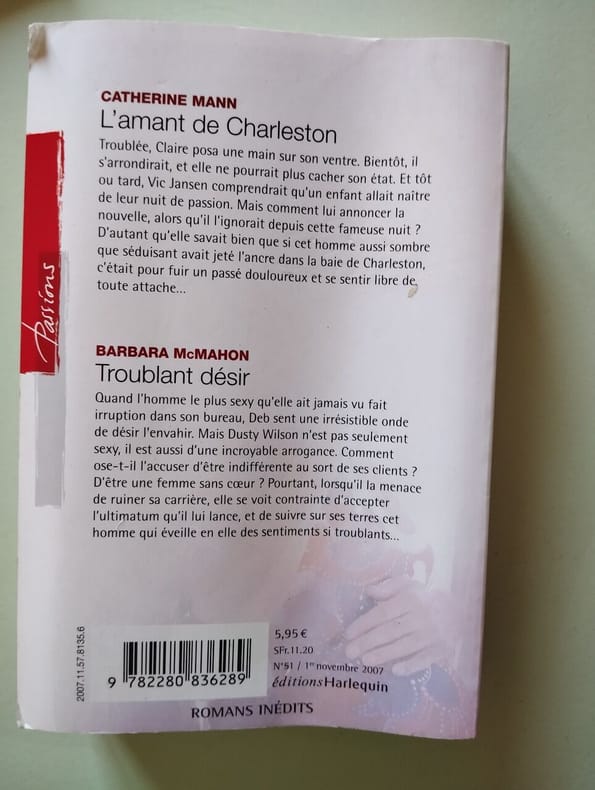 CATHERINE MANN
L'amant de Charleston
Troublée, Claire posa une main sur son ventre. Bientôt, il
s'arrondirait, et elle ne pourrait plus cacher son état. Et tôt
ou tard, Vic Jansen comprendrait qu'un enfant allait naître
de leur nuit de passion. Mais comment lui annoncer la
nouvelle, alors qu'il l'ignorait depuis cette fameuse nuit ?
D'autant qu'elle savait bien que si cet homme aussi sombre
que séduisant avait jeté l'ancre dans la baie de Charleston,
c'était pour fuir un passé douloureux et se sentir libre de
toute attache...
Passions
BARBARA McMAHON
Troublant désir
Quand l'homme le plus sexy qu'elle ait jamais vu fait
irruption dans son bureau, Deb sent une irrésistible onde
de désir l'envahir. Mais Dusty Wilson n'est pas seulement
sexy, il est aussi d'une incroyable arrogance. Comment
ose-t-il l'accuser d'être indifférente au sort de ses clients ?
D'être une femme sans cœur ? Pourtant, lorsqu'il la menace
de ruiner sa carrière, elle se voit contrainte d'accepter
l'ultimatum qu'il lui lance, et de suivre sur ses terres cet
homme qui éveille en elle des sentiments si troublants...
2007.11.57.8135.6
9 782280 836289
5,95 €
SFr.11.20
N°51 / 1er novembre 2007
éditionsHarlequin
ROMANS INÉDITS